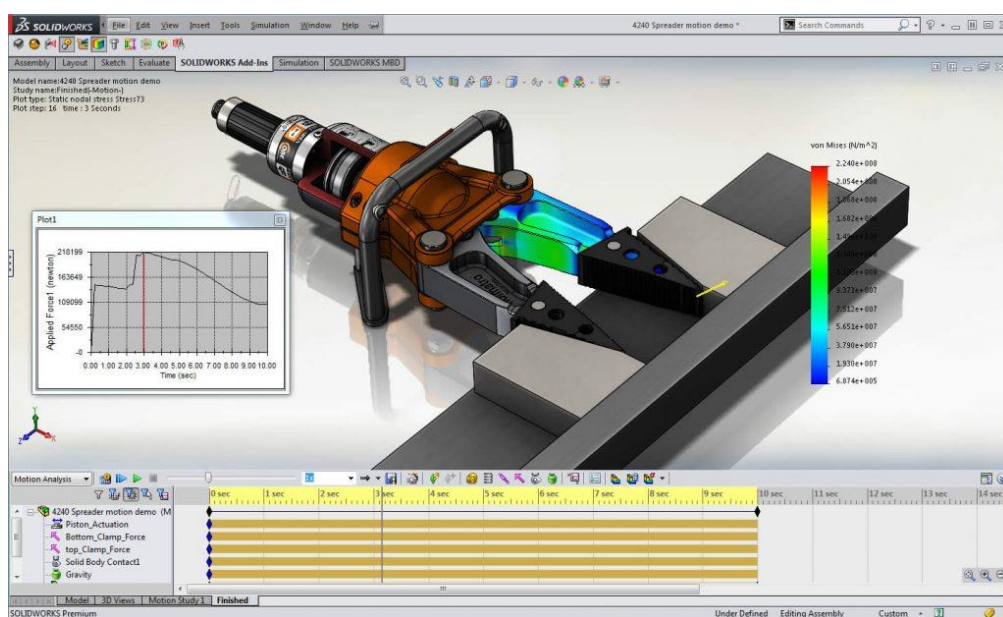 SOLIDWORKS File Edit View Insert Tools Simulation Window Help 4240 Spreader motion demo * Search Commands
Assembly Layout Sketch Evaluate SOLIDWORKS Add-Ins Simulation SOLIDWORKS MBD
Model name:4240 Spreader motion demo
Study name:Finished(-Motion-)
Plot type: Static nodal stress Stress73
Plot step: 16 time : 3 Seconds
von Mises (N/m^2)
2.240e+008
2.054e+008
1.868e+008
1.682e+008
9.371e+007
7.512e+007
5.651e+007
3.790e+007
1.930e+007
6.874e+005
Plot1
Applied Force1 (newton)
218199
163649
109099
54550
-0
0.00 1.00 2.00 3.00 4.00 5.00 6.00 7.00 8.00 9.00 10.00
Time (sec)
Y
Z
X
Motion Analysis
0 sec 1 sec 2 sec 3 sec 4 sec 5 sec 6 sec 7 sec 8 sec 9 sec 10 sec 11 sec 12 sec 13 sec 14 sec
4240 Spreader motion demo (M
Piston_Actuation
Bottom_Clamp_Force
top_Clamp_Force
Solid Body Contact1
Gravity
Model 3D Views Motion Study 1 Finished
SOLIDWORKS Premium Under Defined Editing Assembly Custom